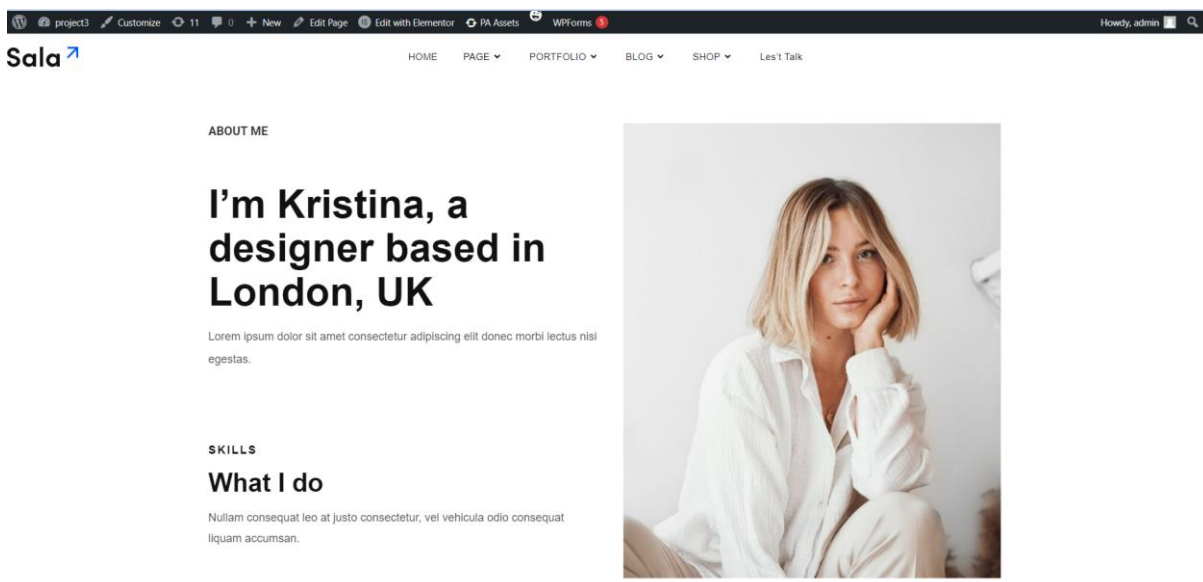 project3 Customize 11 0 + New Edit Page Edit with Elementor PA Assets WPForms 5 Howdy, admin
Sala HOME PAGE PORTFOLIO BLOG SHOP Les't Talk
ABOUT ME
I'm Kristina, a
designer based in
London, UK
Lorem ipsum dolor sit amet consectetur adipiscing elit donec morbi lectus nisi
egestas.
SKILLS
What I do
Nullam consequat leo at justo consectetur, vel vehicula odio consequat
liquam accumsan.